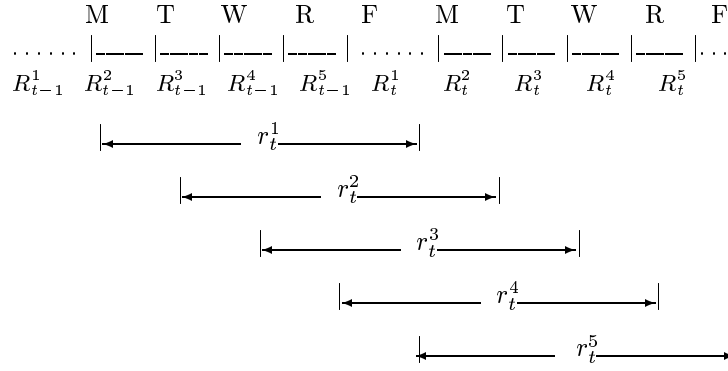 M T W R F M T W R F
R^1_{t−1} R^2_{t−1} R^3_{t−1} R^4_{t−1} R^5_{t−1} R^1_t R^2_t R^3_t R^4_t R^5_t
r^1_t
r^2_t
r^3_t
r^4_t
r^5_t